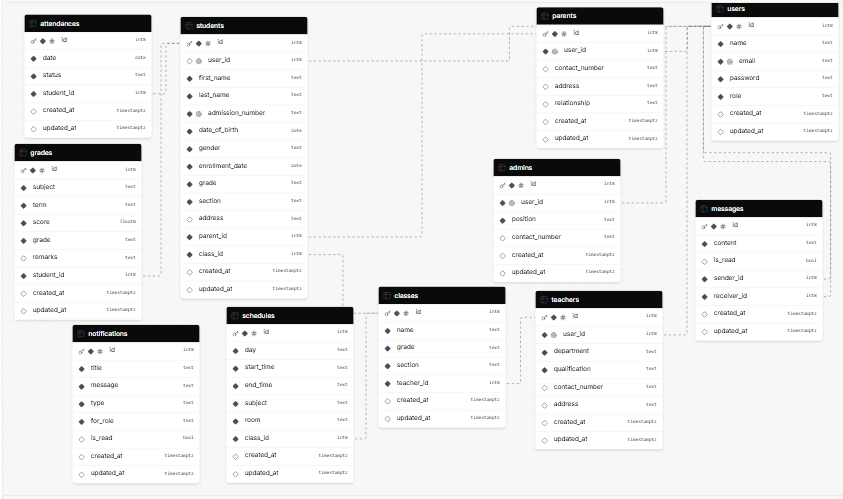 attendances
id int8
date date
status text
student_id int8
created_at timestamptz
updated_at timestamptz
students
id int8
user_id int8
first_name text
last_name text
admission_number text
date_of_birth date
gender text
enrollment_date date
grade text
section text
address text
parent_id int8
class_id int8
created_at timestamptz
updated_at timestamptz
parents
id int8
user_id int8
contact_number text
address text
relationship text
created_at timestamptz
updated_at timestamptz
users
id int8
name text
email text
password text
role text
created_at timestamptz
updated_at timestamptz
grades
id int8
subject text
term text
score float8
grade text
remarks text
student_id int8
created_at timestamptz
updated_at timestamptz
admins
id int8
user_id int8
position text
contact_number text
created_at timestamptz
updated_at timestamptz
messages
id int8
content text
is_read bool
sender_id int8
receiver_id int8
created_at timestamptz
updated_at timestamptz
notifications
id int8
title text
message text
type text
for_role text
is_read bool
created_at timestamptz
updated_at timestamptz
schedules
id int8
day text
start_time text
end_time text
subject text
room text
class_id int8
created_at timestamptz
updated_at timestamptz
classes
id int8
name text
grade text
section text
teacher_id int8
created_at timestamptz
updated_at timestamptz
teachers
id int8
user_id int8
department text
qualification text
contact_number text
address text
created_at timestamptz
updated_at timestamptz